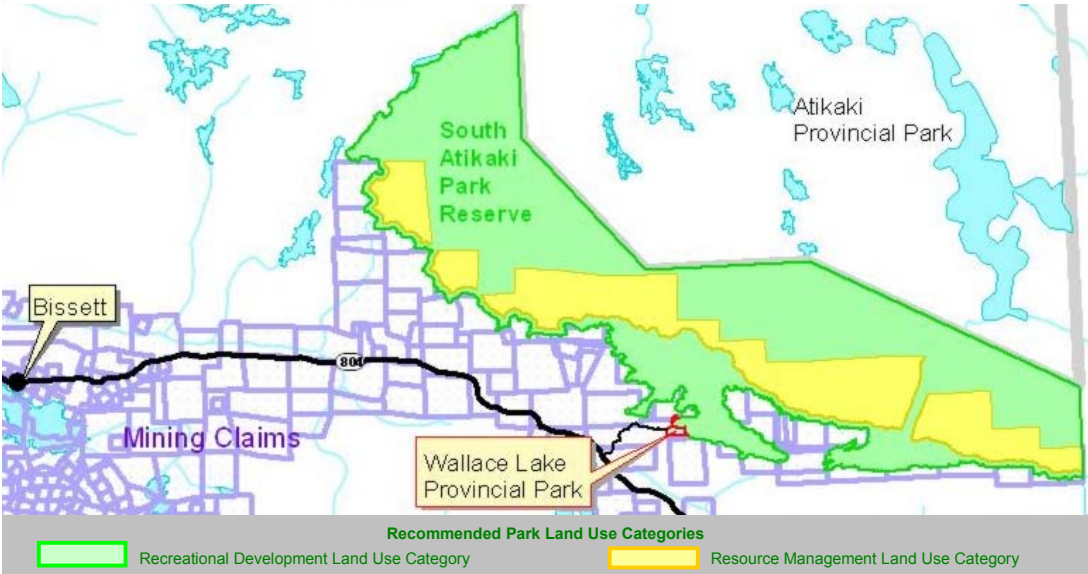 Atikaki
Provincial Park
South
Atikaki
Park
Reserve
Bissett
804
Mining Claims
Wallace Lake
Provincial Park
Recommended Park Land Use Categories
Recreational Development Land Use Category
Resource Management Land Use Category